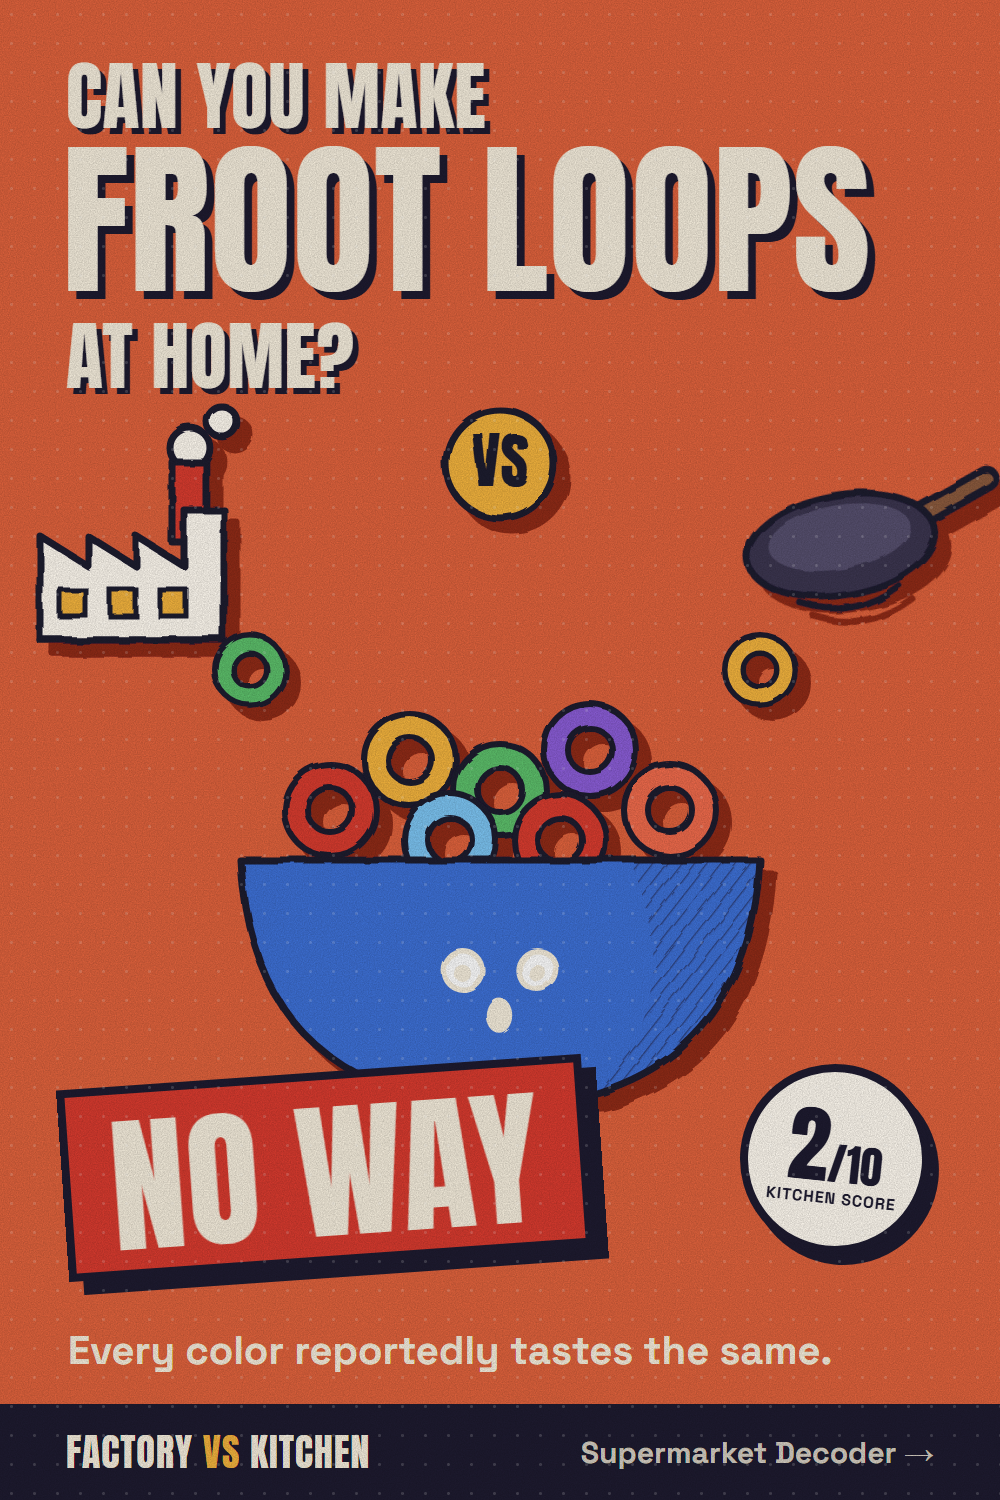 CAN YOU MAKE
FROOT LOOPS
AT HOME?
VS
NO WAY
2/10
KITCHEN SCORE
Every color reportedly tastes the same.
FACTORY VS KITCHEN
Supermarket Decoder →